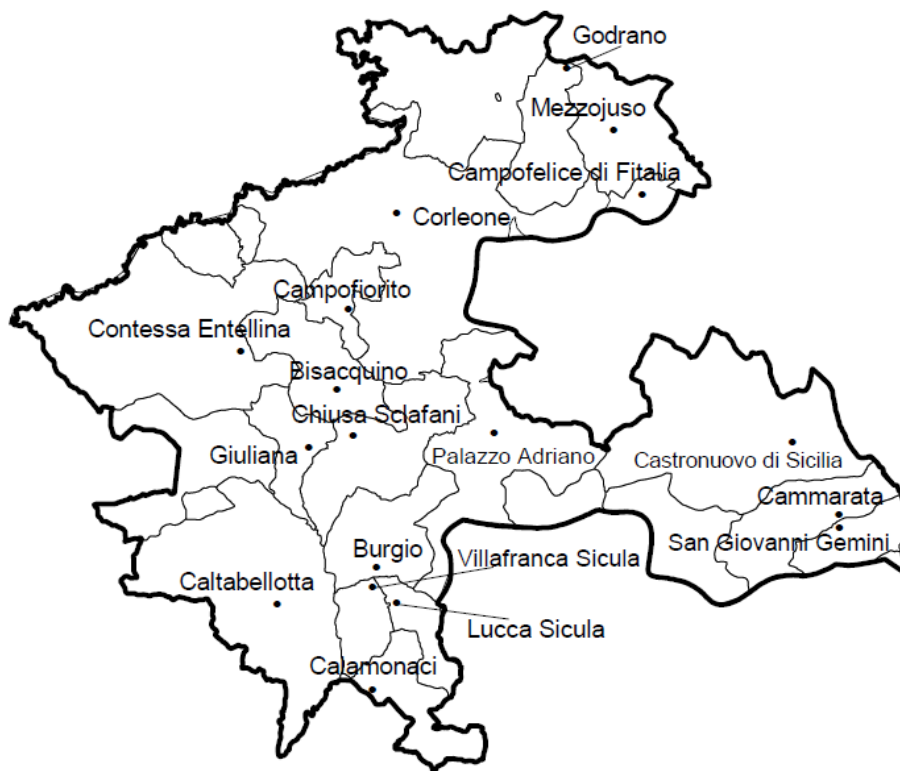 Godrano
Mezzojuso
Campofelice di Fitalia
Corleone
Campofiorito
Contessa Entellina
Bisacquino
Chiusa Sclafani
Giuliana
Palazzo Adriano
Castronuovo di Sicilia
Cammarata
San Giovanni Gemini
Burgio
Villafranca Sicula
Caltabellotta
Lucca Sicula
Calamonaci